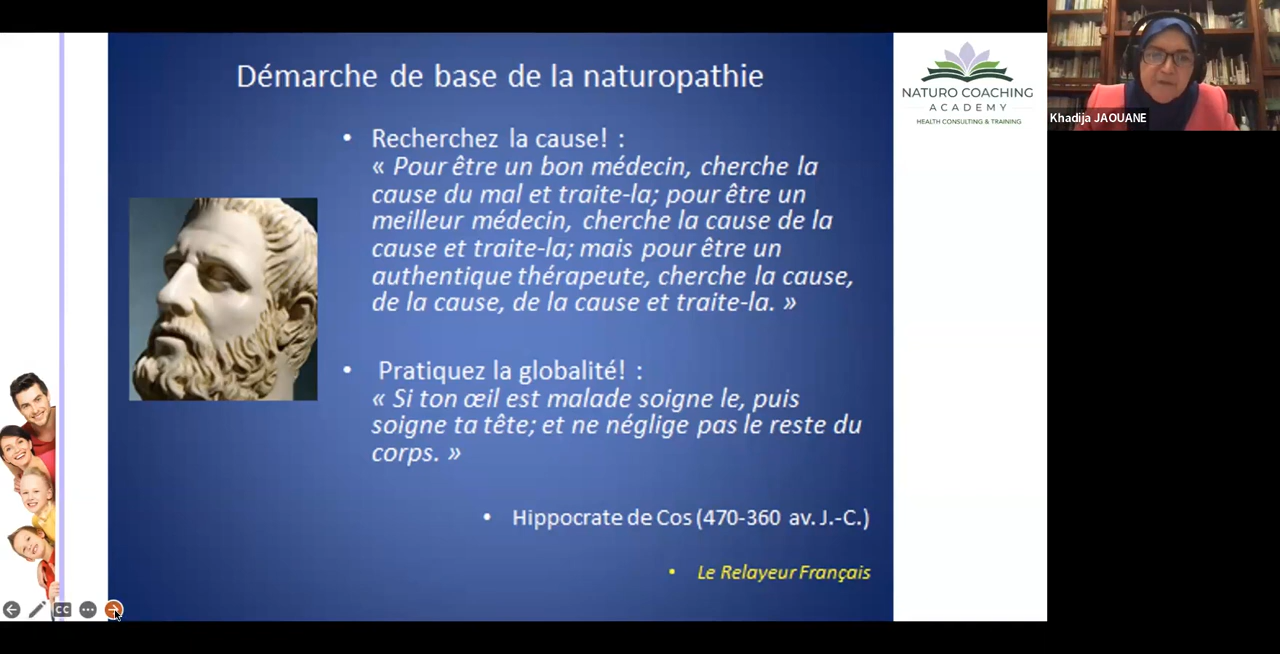 Démarche de base de la naturopathie
• Recherchez la cause! :
« Pour être un bon médecin, cherche la
cause du mal et traite-la; pour être un
meilleur médecin, cherche la cause de la
cause et traite-la; mais pour être un
authentique thérapeute, cherche la cause,
de la cause, de la cause et traite-la. »
• Pratiquez la globalité! :
« Si ton œil est malade soigne le, puis
soigne ta tête; et ne néglige pas le reste du
corps. »
• Hippocrate de Cos (470-360 av. J.-C.)
• Le Relayeur Français
CC
NATURO COACHING
ACADEMY
HEALTH CONSULTING & TRAINING
Khadija JAOUANE